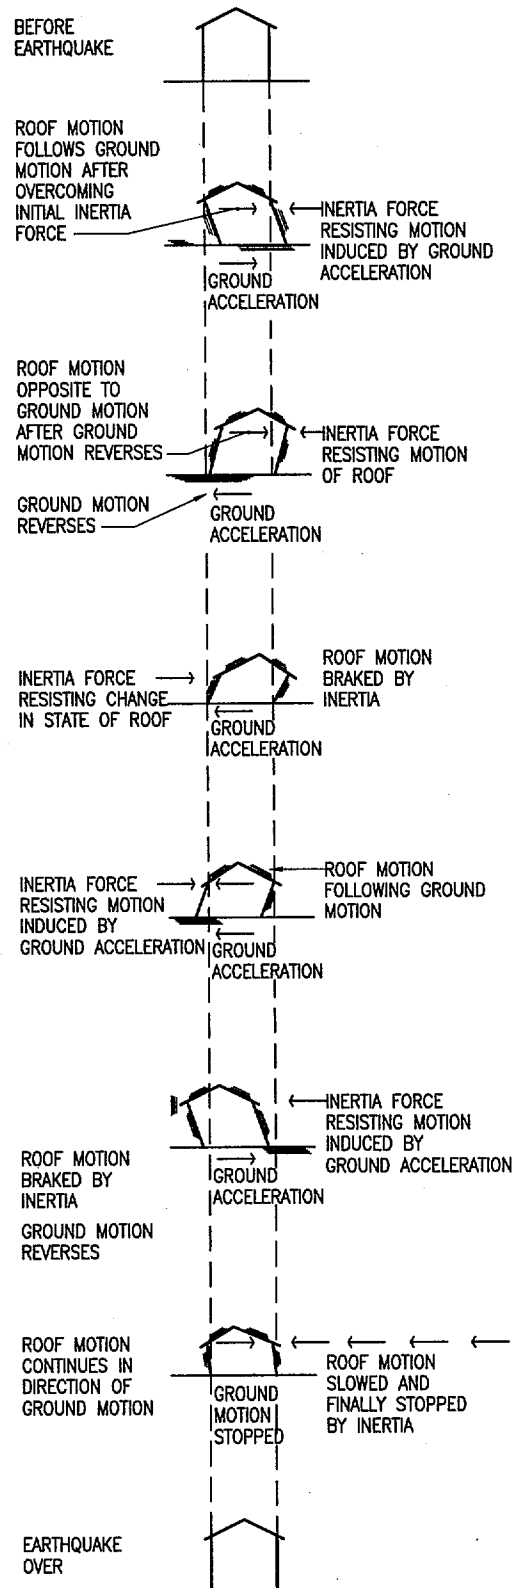 BEFORE
EARTHQUAKE
ROOF MOTION
FOLLOWS GROUND
MOTION AFTER
OVERCOMING
INITIAL INERTIA
FORCE
INERTIA FORCE
RESISTING MOTION
INDUCED BY GROUND
ACCELERATION
GROUND
ACCELERATION
ROOF MOTION
OPPOSITE TO
GROUND MOTION
AFTER GROUND
MOTION REVERSES
INERTIA FORCE
RESISTING MOTION
OF ROOF
GROUND MOTION
REVERSES
GROUND
ACCELERATION
INERTIA FORCE
RESISTING CHANGE
IN STATE OF ROOF
ROOF MOTION
BRAKED BY
INERTIA
GROUND
ACCELERATION
INERTIA FORCE
RESISTING MOTION
INDUCED BY
GROUND ACCELERATION
ROOF MOTION
FOLLOWING GROUND
MOTION
GROUND
ACCELERATION
INERTIA FORCE
RESISTING MOTION
INDUCED BY
GROUND ACCELERATION
ROOF MOTION
BRAKED BY
INERTIA
GROUND MOTION
REVERSES
GROUND
ACCELERATION
ROOF MOTION
CONTINUES IN
DIRECTION OF
GROUND MOTION
GROUND
MOTION
STOPPED
ROOF MOTION
SLOWED AND
FINALLY STOPPED
BY INERTIA
EARTHQUAKE
OVER